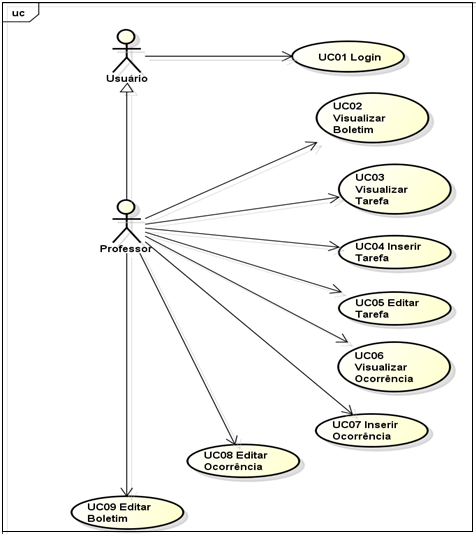 uc
Usuário
UC01 Login
UC02
Visualizar
Boletim
UC03
Visualizar
Tarefa
Professor
UC04 Inserir
Tarefa
UC05 Editar
Tarefa
UC06
Visualizar
Ocorrência
UC07 Inserir
Ocorrência
UC08 Editar
Ocorrência
UC09 Editar
Boletim